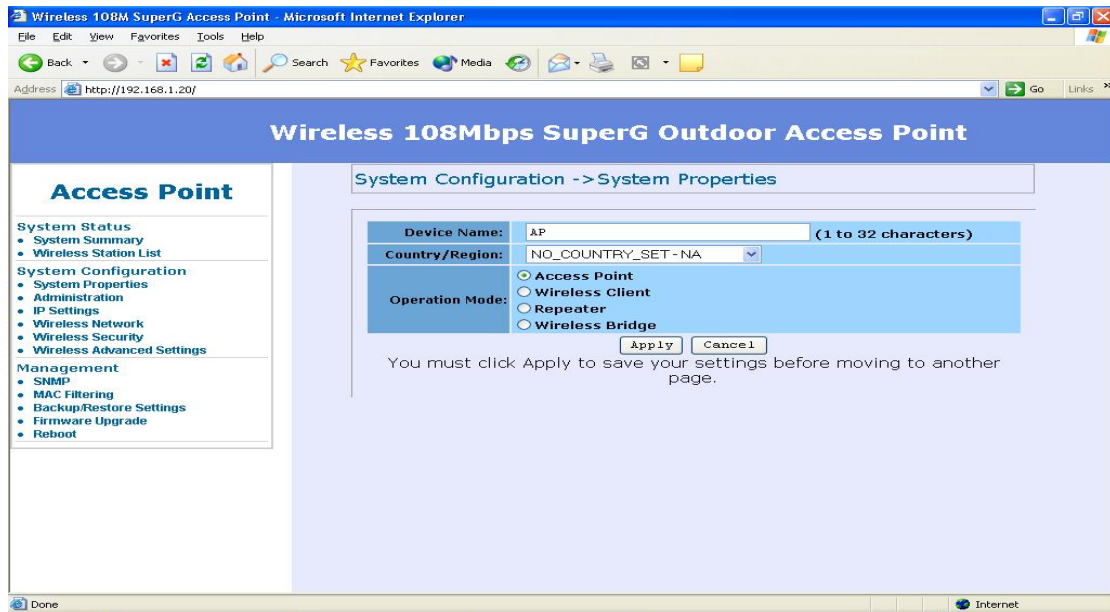 Wireless 108M SuperG Access Point - Microsoft Internet Explorer
File Edit View Favorites Tools Help
Back Search Favorites Media
Address http://192.168.1.20/ Go Links »
Wireless 108Mbps SuperG Outdoor Access Point
Access Point
System Status
System Summary
Wireless Station List
System Configuration
System Properties
Administration
IP Settings
Wireless Network
Wireless Security
Wireless Advanced Settings
Management
SNMP
MAC Filtering
Backup/Restore Settings
Firmware Upgrade
Reboot
System Configuration ->System Properties
Device Name: AP (1 to 32 characters)
Country/Region: NO_COUNTRY_SET - NA
Operation Mode:
Access Point
Wireless Client
Repeater
Wireless Bridge
Apply Cancel
You must click Apply to save your settings before moving to another
page.
Done Internet